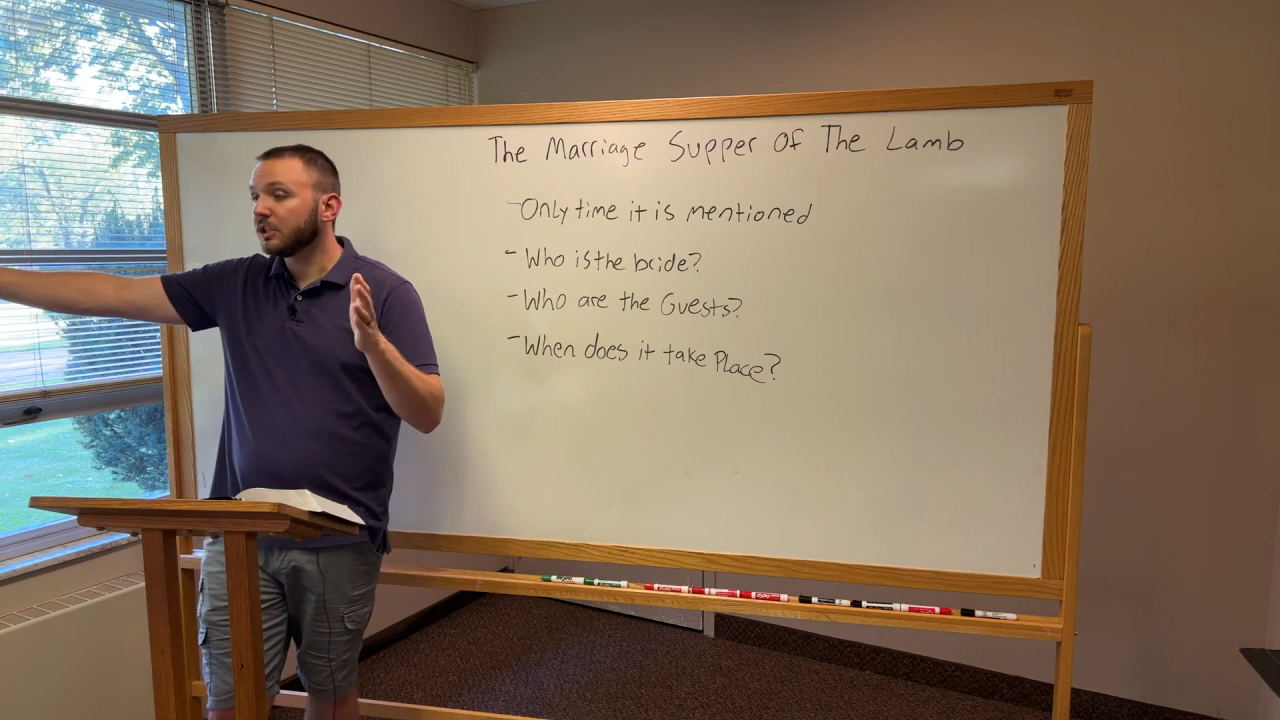 The Marriage Supper Of The Lamb
- Only time it is mentioned
- Who is the bride?
- Who are the Guests?
- When does it take Place?